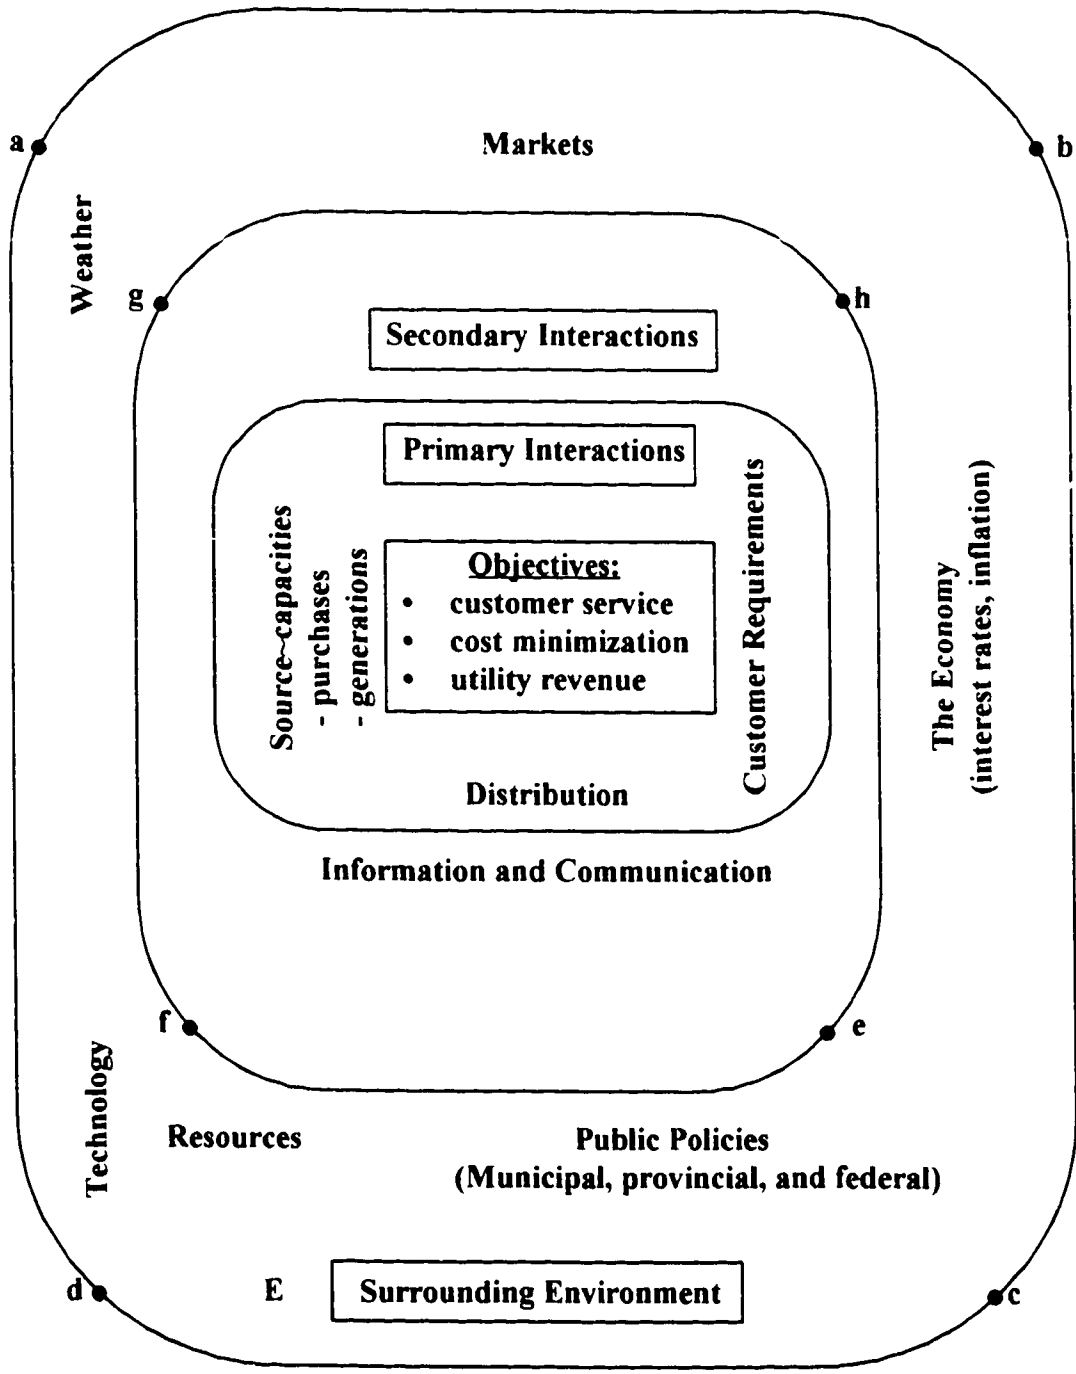 a
Markets
b
Weather
g
h
Secondary Interactions
Primary Interactions
Source~capacities
- purchases
- generations
Objectives:
• customer service
• cost minimization
• utility revenue
Customer Requirements
The Economy
(interest rates, inflation)
Distribution
Information and Communication
f
e
Technology
Resources
Public Policies
(Municipal, provincial, and federal)
d
E
Surrounding Environment
c